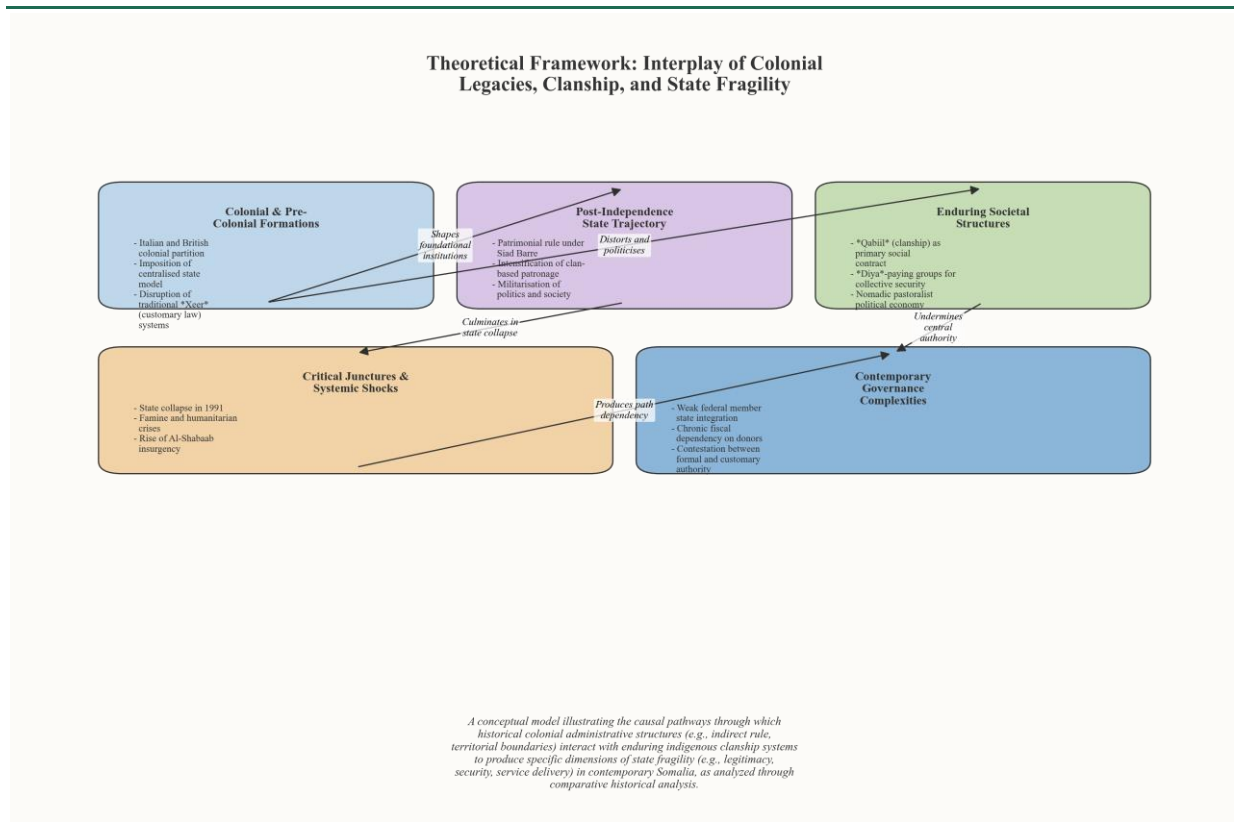 Theoretical Framework: Interplay of Colonial
Legacies, Clanship, and State Fragility
Colonial & Pre-
Colonial Formations
- Italian and British
colonial partition
- Imposition of
centralised state
model
- Disruption of
traditional *Xeer*
(customary law)
systems
Shapes
foundational
institutions
Post-Independence
State Trajectory
- Patrimonial rule under
Siad Barre
- Intensification of clan-
based patronage
- Militarisation of
politics and society
Distorts and
politicises
Enduring Societal
Structures
- *Qabiil* (clanship) as
primary social
contract
- *Diya*-paying groups for
collective security
- Nomadic pastoralist
political economy
Culminates in
state collapse
Undermines
central
authority
Critical Junctures &
Systemic Shocks
- State collapse in 1991
- Famine and humanitarian
crises
- Rise of Al-Shabaab
insurgency
Produces path
dependency
Contemporary
Governance
Complexities
- Weak federal member
state integration
- Chronic fiscal
dependency on donors
- Contestation between
formal and customary
authority
A conceptual model illustrating the causal pathways through which
historical colonial administrative structures (e.g., indirect rule,
territorial boundaries) interact with enduring indigenous clanship systems
to produce specific dimensions of state fragility (e.g., legitimacy,
security, service delivery) in contemporary Somalia, as analyzed through
comparative historical analysis.